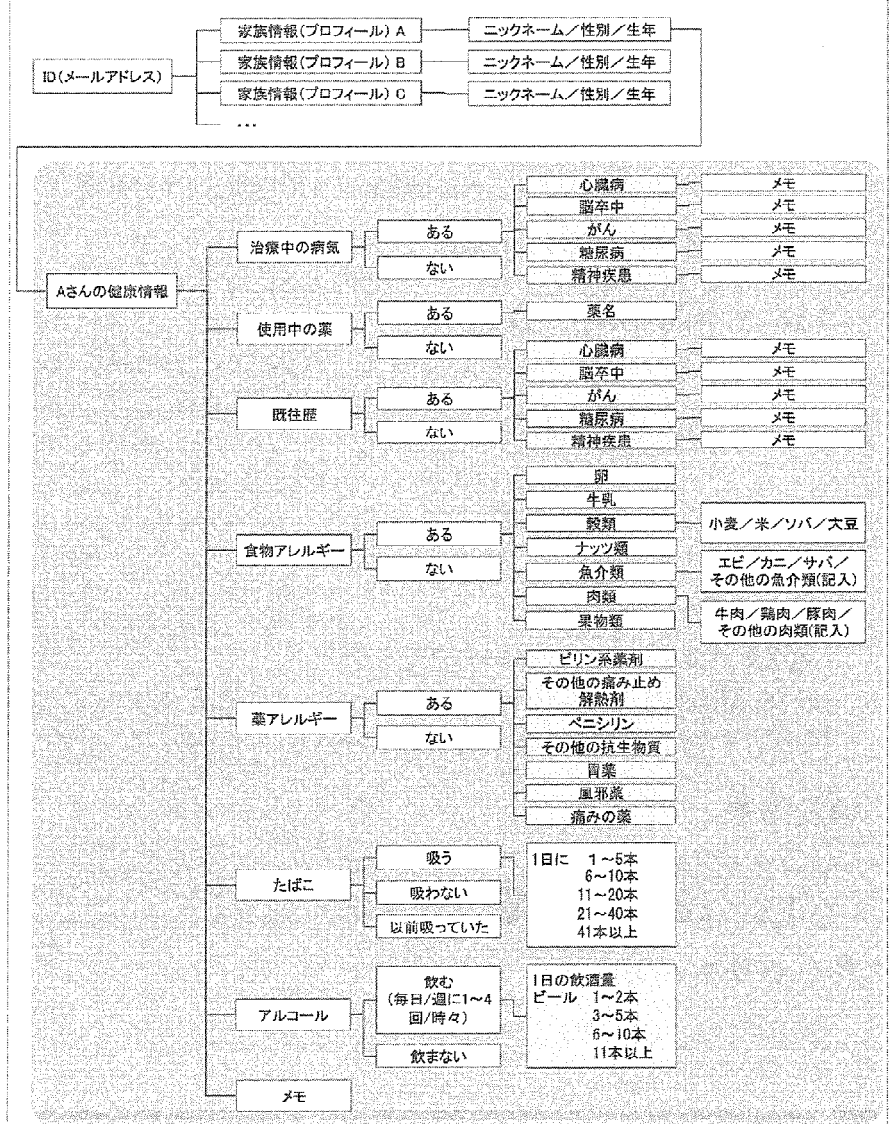 家族情報(プロフィール) A
ニックネーム／性別／生年
ID(メールアドレス)
家族情報(プロフィール) B
ニックネーム／性別／生年
家族情報(プロフィール) C
ニックネーム／性別／生年
…
Aさんの健康情報
治療中の病気
ある
ない
心臓病
メモ
脳卒中
メモ
がん
メモ
糖尿病
メモ
精神疾患
メモ
使用中の薬
ある
ない
薬名
既往歴
ある
ない
心臓病
メモ
脳卒中
メモ
がん
メモ
糖尿病
メモ
精神疾患
メモ
食物アレルギー
ある
ない
卵
牛乳
穀類
小麦／米／ソバ／大豆
ナッツ類
魚介類
エビ／カニ／サバ／
その他の魚介類(記入)
肉類
牛肉／鶏肉／豚肉／
その他の肉類(記入)
果物類
薬アレルギー
ある
ない
ピリン系薬剤
その他の痛み止め
解熱剤
ペニシリン
その他の抗生物質
胃薬
風邪薬
痛みの薬
たばこ
吸う
吸わない
以前吸っていた
1日に　1～5本
6～10本
11～20本
21～40本
41本以上
アルコール
飲む
(毎日/週に1～4
回/時々)
飲まない
1日の飲酒量
ビール　1～2本
3～5本
6～10本
11本以上
メモ